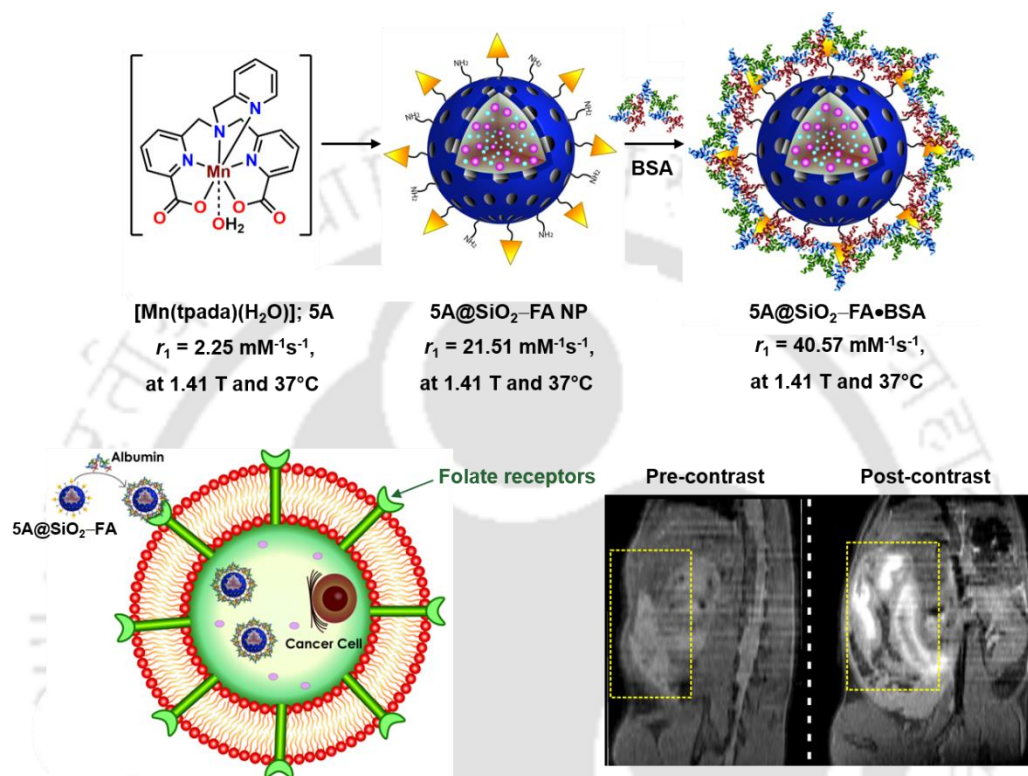 NH₂
NH₂
NH₂
NH₂
NH₂
NH₂
NH₂
NH₂
N
N
N
N
Mn
O
O
O
O
OH₂
BSA
[Mn(tpada)(H₂O)]; 5A
r₁ = 2.25 mM⁻¹s⁻¹,
at 1.41 T and 37°C
5A@SiO₂–FA NP
r₁ = 21.51 mM⁻¹s⁻¹,
at 1.41 T and 37°C
5A@SiO₂–FA•BSA
r₁ = 40.57 mM⁻¹s⁻¹,
at 1.41 T and 37°C
Albumin
5A@SiO₂–FA
Folate receptors
Cancer Cell
Pre-contrast
Post-contrast